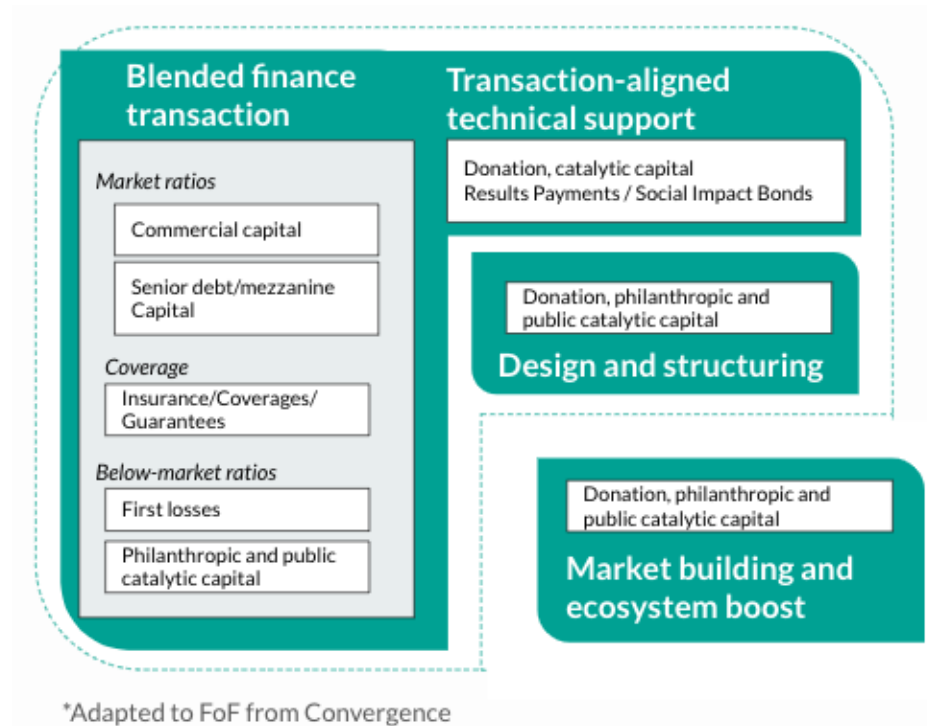 Blended finance
transaction
Market ratios
Commercial capital
Senior debt/mezzanine
Capital
Coverage
Insurance/Coverages/
Guarantees
Below-market ratios
First losses
Philanthropic and public
catalytic capital
Transaction-aligned
technical support
Donation, catalytic capital
Results Payments / Social Impact Bonds
Donation, philanthropic and
public catalytic capital
Design and structuring
Donation, philanthropic and
public catalytic capital
Market building and
ecosystem boost
*Adapted to FoF from Convergence